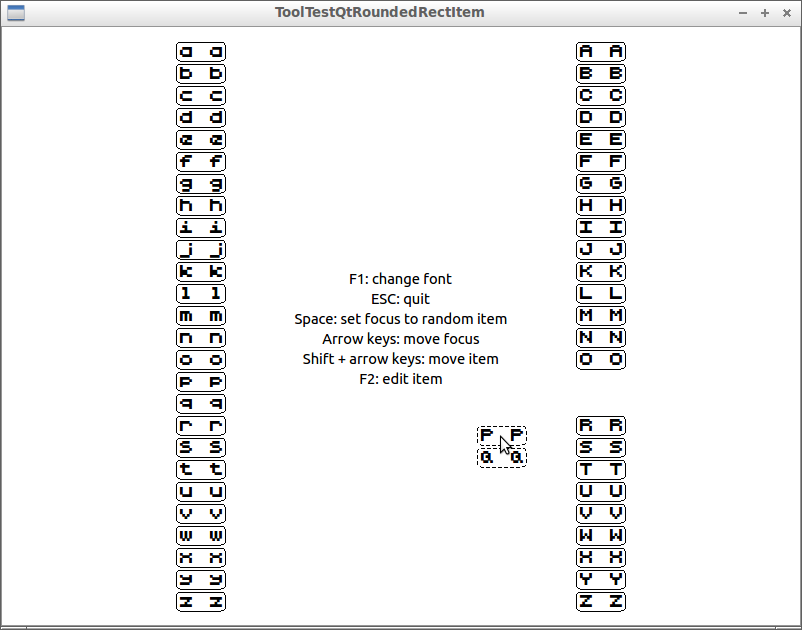 ToolTestQtRoundedRectItem
a a
b b
c c
d d
e e
f f
g g
h h
i i
j j
k k
l l
m m
n n
o o
p p
q q
r r
s s
t t
u u
v v
w w
x x
y y
z z
F1: change font
ESC: quit
Space: set focus to random item
Arrow keys: move focus
Shift + arrow keys: move item
F2: edit item
P P
Q Q
A A
B B
C C
D D
E E
F F
G G
H H
I I
J J
K K
L L
M M
N N
O O
R R
S S
T T
U U
V V
W W
X X
Y Y
Z Z